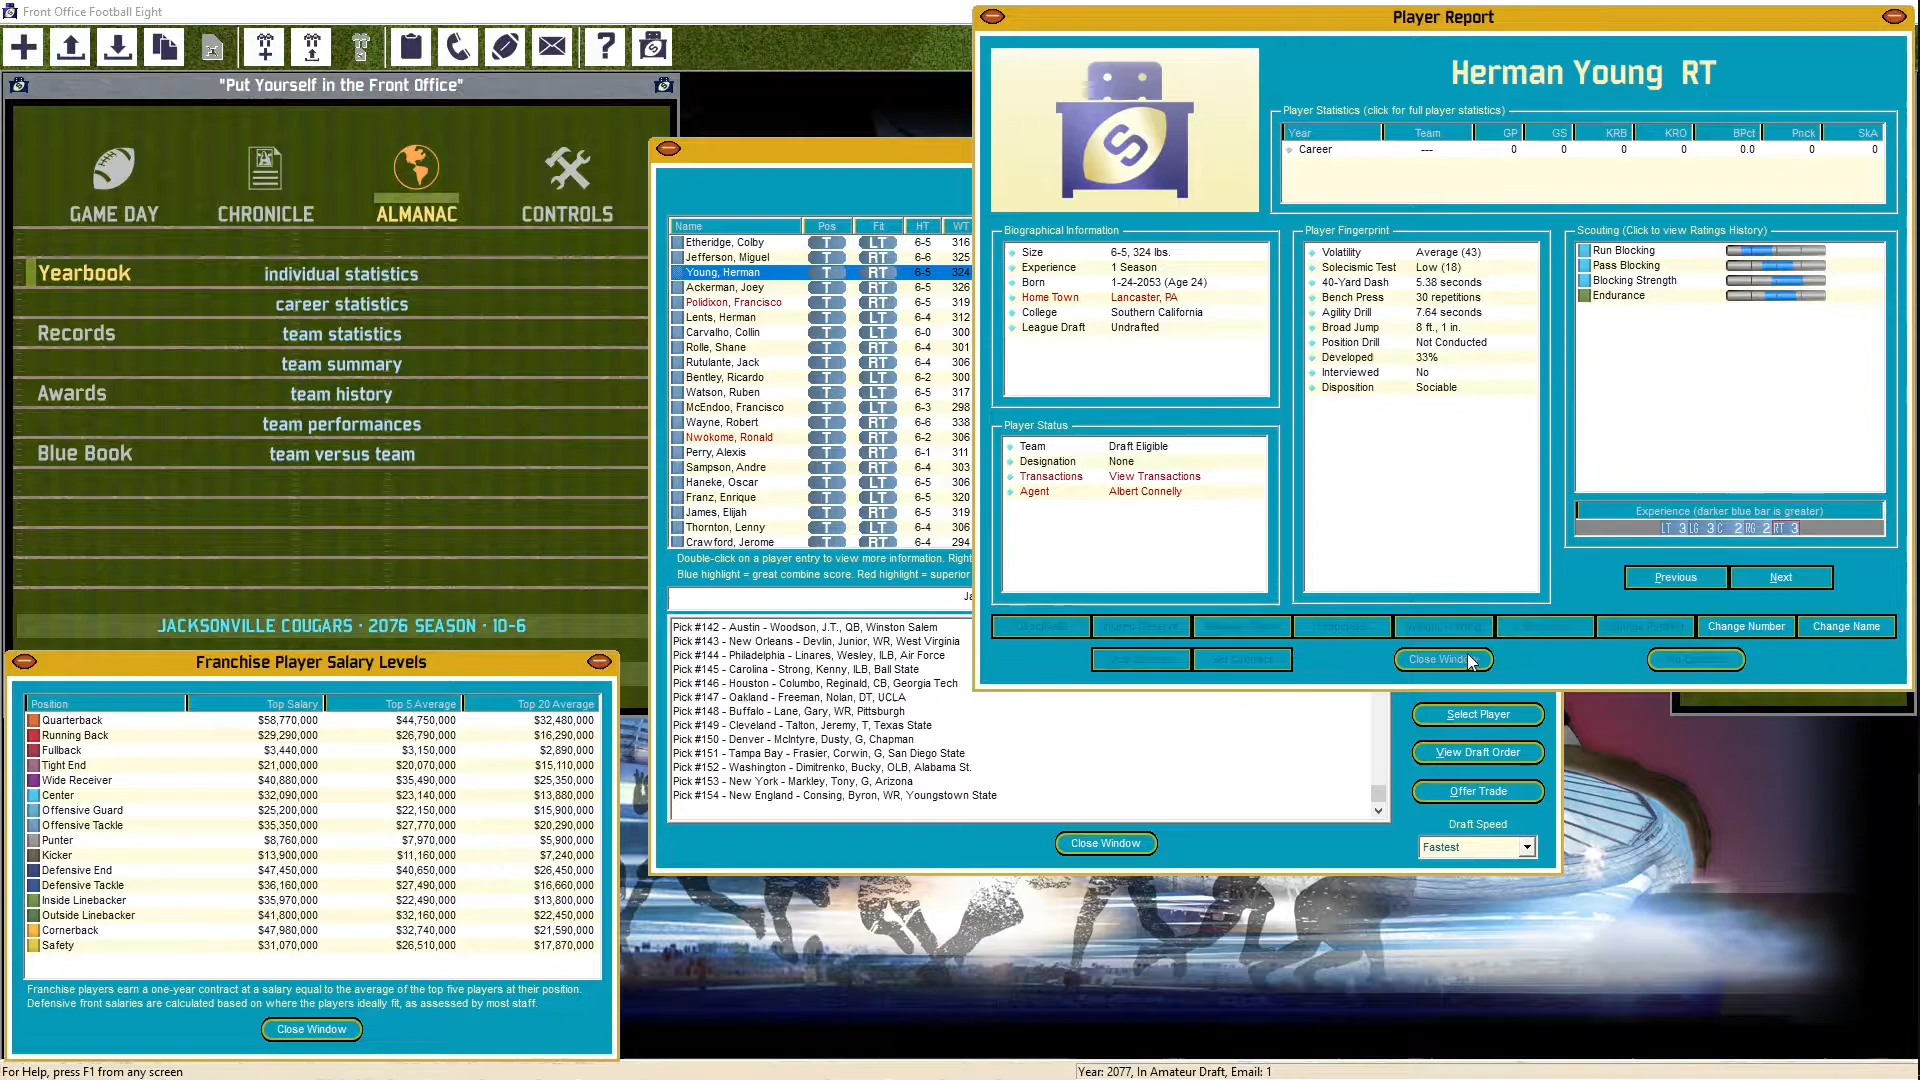 Front Office Football Eight
"Put Yourself in the Front Office"
GAME DAY
CHRONICLE
ALMANAC
CONTROLS
Yearbook
individual statistics
career statistics
Records
team statistics
team summary
Awards
team history
team performances
Blue Book
team versus team
JACKSONVILLE COUGARS · 2076 SEASON · 10-6
Franchise Player Salary Levels
Position Top Salary Top 5 Average Top 20 Average
Quarterback $58,770,000 $44,750,000 $32,480,000
Running Back $29,290,000 $26,790,000 $16,290,000
Fullback $3,440,000 $3,150,000 $2,890,000
Tight End $21,000,000 $20,070,000 $15,110,000
Wide Receiver $40,880,000 $35,490,000 $25,350,000
Center $32,090,000 $23,140,000 $13,880,000
Offensive Guard $25,200,000 $22,150,000 $15,900,000
Offensive Tackle $35,350,000 $27,770,000 $20,290,000
Punter $8,760,000 $7,970,000 $5,900,000
Kicker $13,900,000 $11,160,000 $7,240,000
Defensive End $47,450,000 $40,650,000 $26,450,000
Defensive Tackle $36,160,000 $27,490,000 $16,660,000
Inside Linebacker $35,970,000 $22,490,000 $13,800,000
Outside Linebacker $41,800,000 $32,160,000 $22,450,000
Cornerback $47,980,000 $32,740,000 $21,590,000
Safety $31,070,000 $26,510,000 $17,870,000
Franchise players earn a one-year contract at a salary equal to the average of the top five players at their position.
Defensive front salaries are calculated based on where the players ideally fit, as assessed by most staff.
Close Window
Name Pos Fit HT WT
Etheridge, Colby T LT 6-5 316
Jefferson, Miguel T LT 6-6 325
Young, Herman T RT 6-5 324
Ackerman, Joey T RT 6-5 326
Polidixon, Francisco T RT 6-5 319
Lents, Herman T RT 6-4 312
Carvalho, Collin T RT 6-0 300
Rolle, Shane T RT 6-4 301
Rutulante, Jack T RT 6-4 306
Bentley, Ricardo T LT 6-2 300
Watson, Ruben T LT 6-5 317
McEndoo, Francisco T LT 6-3 298
Wayne, Robert T RT 6-6 338
Nwokome, Ronald T RT 6-2 306
Perry, Alexis T RT 6-1 311
Sampson, Andre T RT 6-4 303
Haneke, Oscar T LT 6-5 306
Franz, Enrique T LT 6-5 320
James, Elijah T RT 6-5 319
Thornton, Lenny T LT 6-4 306
Crawford, Jerome T RT 6-4 294
Double-click on a player entry to view more information. Right
Blue highlight = great combine score. Red highlight = superior
Ja
Pick #142 - Austin - Woodson, J.T., QB, Winston Salem
Pick #143 - New Orleans - Devlin, Junior, WR, West Virginia
Pick #144 - Philadelphia - Linares, Wesley, ILB, Air Force
Pick #145 - Carolina - Strong, Kenny, ILB, Ball State
Pick #146 - Houston - Columbo, Reginald, CB, Georgia Tech
Pick #147 - Oakland - Freeman, Nolan, DT, UCLA
Pick #148 - Buffalo - Lane, Gary, WR, Pittsburgh
Pick #149 - Cleveland - Talton, Jeremy, T, Texas State
Pick #150 - Denver - McIntyre, Dusty, G, Chapman
Pick #151 - Tampa Bay - Frasier, Corwin, G, San Diego State
Pick #152 - Washington - Dimitrenko, Bucky, OLB, Alabama St.
Pick #153 - New York - Markley, Tony, G, Arizona
Pick #154 - New England - Consing, Byron, WR, Youngstown State
Select Player
View Draft Order
Offer Trade
Draft Speed
Fastest
Close Window
Player Report
Herman Young RT
Player Statistics (click for full player statistics)
Year Team GP GS KRB KRO BPct Pnck SkA
Career --- 0 0 0 0 0.0 0 0
Biographical Information
Size 6-5, 324 lbs.
Experience 1 Season
Born 1-24-2053 (Age 24)
Home Town Lancaster, PA
College Southern California
League Draft Undrafted
Player Fingerprint
Volatility Average (43)
Solecismic Test Low (18)
40-Yard Dash 5.38 seconds
Bench Press 30 repetitions
Agility Drill 7.64 seconds
Broad Jump 8 ft., 1 in.
Position Drill Not Conducted
Developed 33%
Interviewed No
Disposition Sociable
Scouting (Click to view Ratings History)
Run Blocking
Pass Blocking
Blocking Strength
Endurance
Experience (darker blue bar is greater)
LT 3 LG 3 C 2 RG 2 RT 3
Player Status
Team Draft Eligible
Designation None
Transactions View Transactions
Agent Albert Connelly
Previous
Next
Change Number
Change Name
Close Window
For Help, press F1 from any screen
Year: 2077, In Amateur Draft, Email: 1